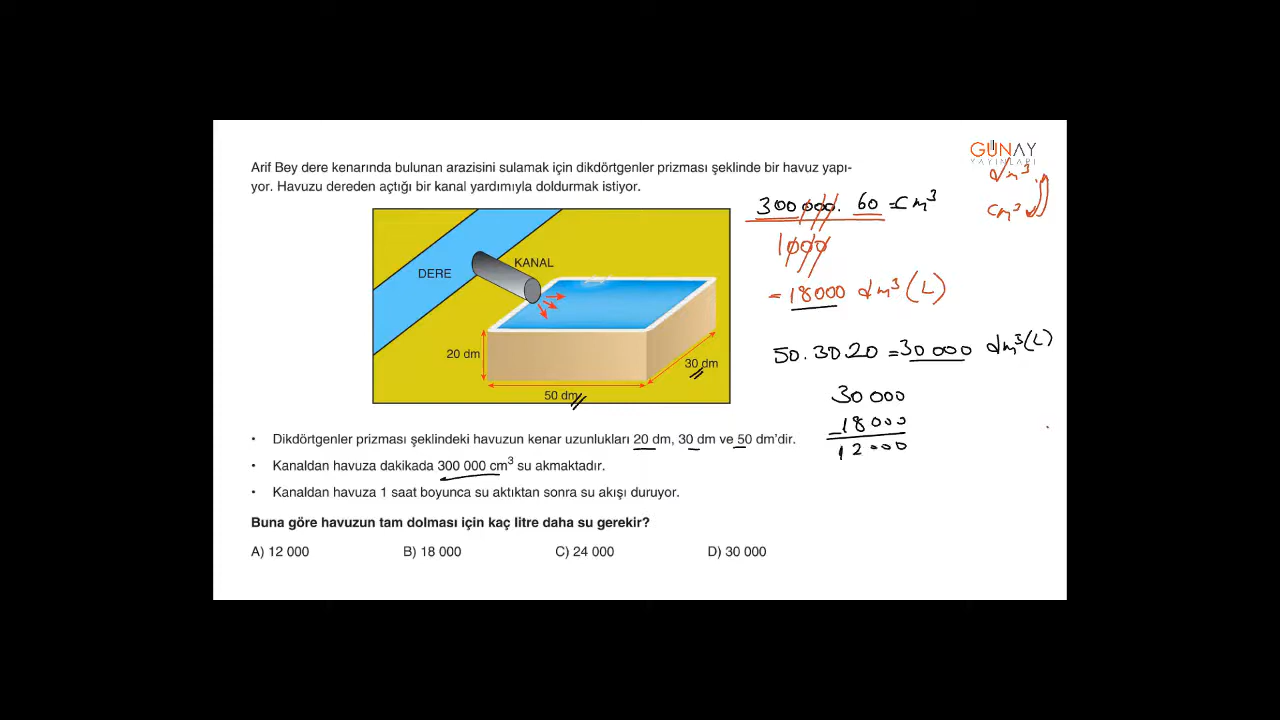 GÜNAY
YAYINLARI
Arif Bey dere kenarında bulunan arazisini sulamak için dikdörtgenler prizması şeklinde bir havuz yapı-
yor. Havuzu dereden açtığı bir kanal yardımıyla doldurmak istiyor.
DERE
KANAL
20 dm
30 dm
50 dm
dm³
cm³
300 000 . 60 = cm³
1000
= 18000 dm³ (L)
50.30.20 = 30 000 dm³ (L)
30 000
- 18 000
12 000
• Dikdörtgenler prizması şeklindeki havuzun kenar uzunlukları 20 dm, 30 dm ve 50 dm'dir.
• Kanaldan havuza dakikada 300 000 cm³ su akmaktadır.
• Kanaldan havuza 1 saat boyunca su aktıktan sonra su akışı duruyor.
Buna göre havuzun tam dolması için kaç litre daha su gerekir?
A) 12 000 B) 18 000 C) 24 000 D) 30 000